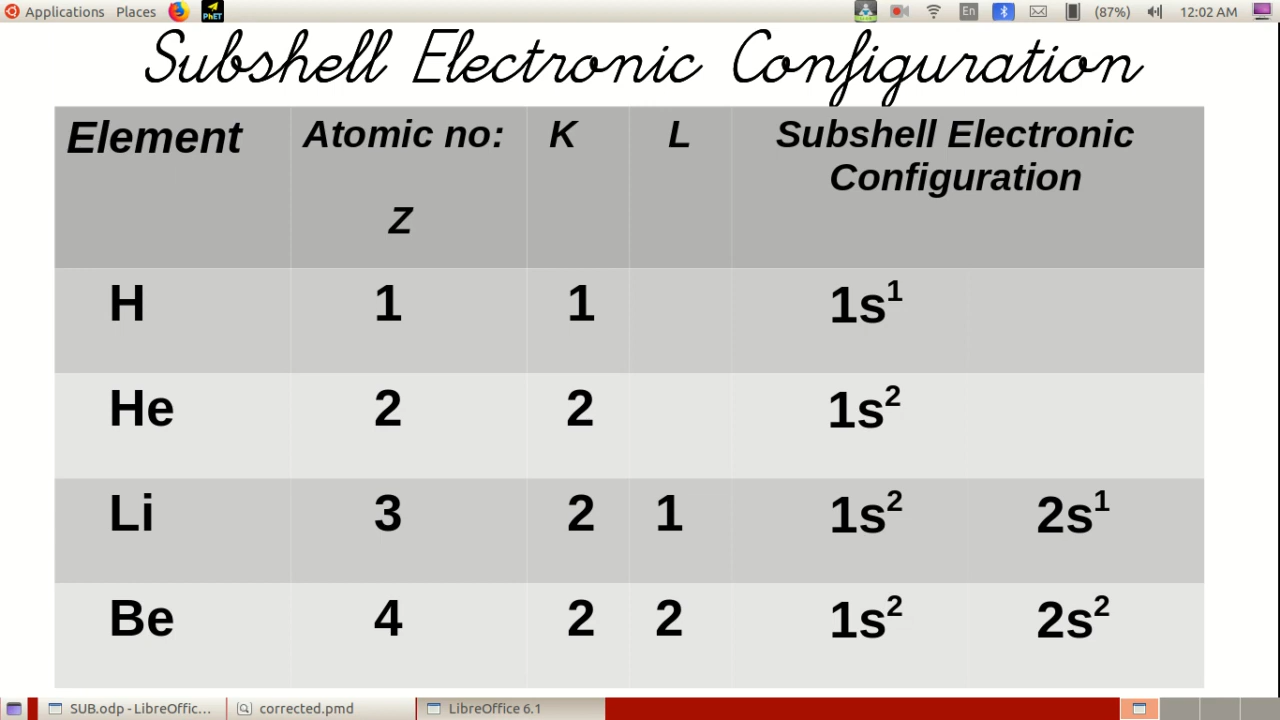 Applications Places PhET En (87%) 12:02 AM
Subshell Electronic Configuration
Element Atomic no: K L Subshell Electronic
Z Configuration
H 1 1 1s¹
He 2 2 1s²
Li 3 2 1 1s² 2s¹
Be 4 2 2 1s² 2s²
SUB.odp - LibreOffic... corrected.pmd LibreOffice 6.1